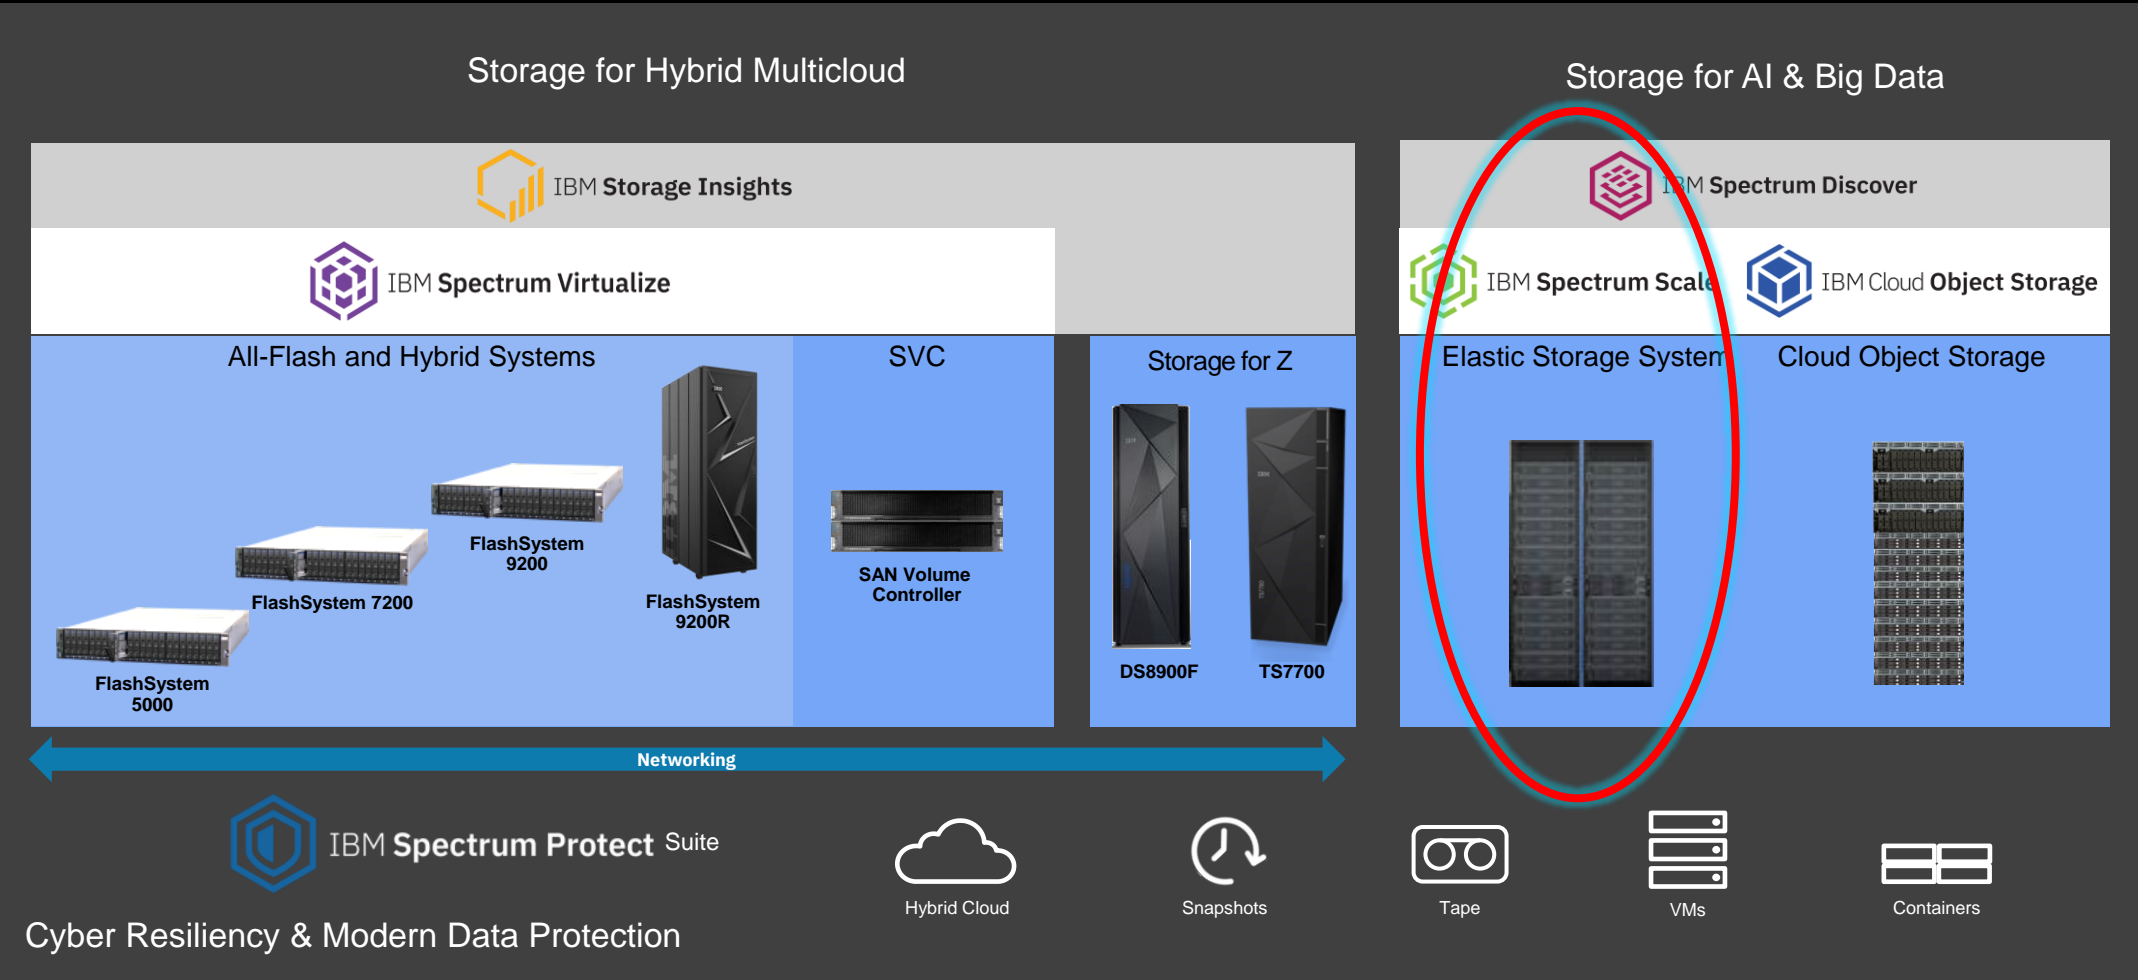 Storage for Hybrid Multicloud
Storage for AI & Big Data
IBM Storage Insights
IBM Spectrum Discover
IBM Spectrum Virtualize
IBM Spectrum Scale
IBM Cloud Object Storage
All-Flash and Hybrid Systems
SVC
Storage for Z
Elastic Storage System
Cloud Object Storage
FlashSystem
9200
FlashSystem 7200
FlashSystem
9200R
FlashSystem
5000
SAN Volume
Controller
DS8900F
TS7700
Networking
IBM Spectrum Protect Suite
Hybrid Cloud
Snapshots
Tape
VMs
Containers
Cyber Resiliency & Modern Data Protection